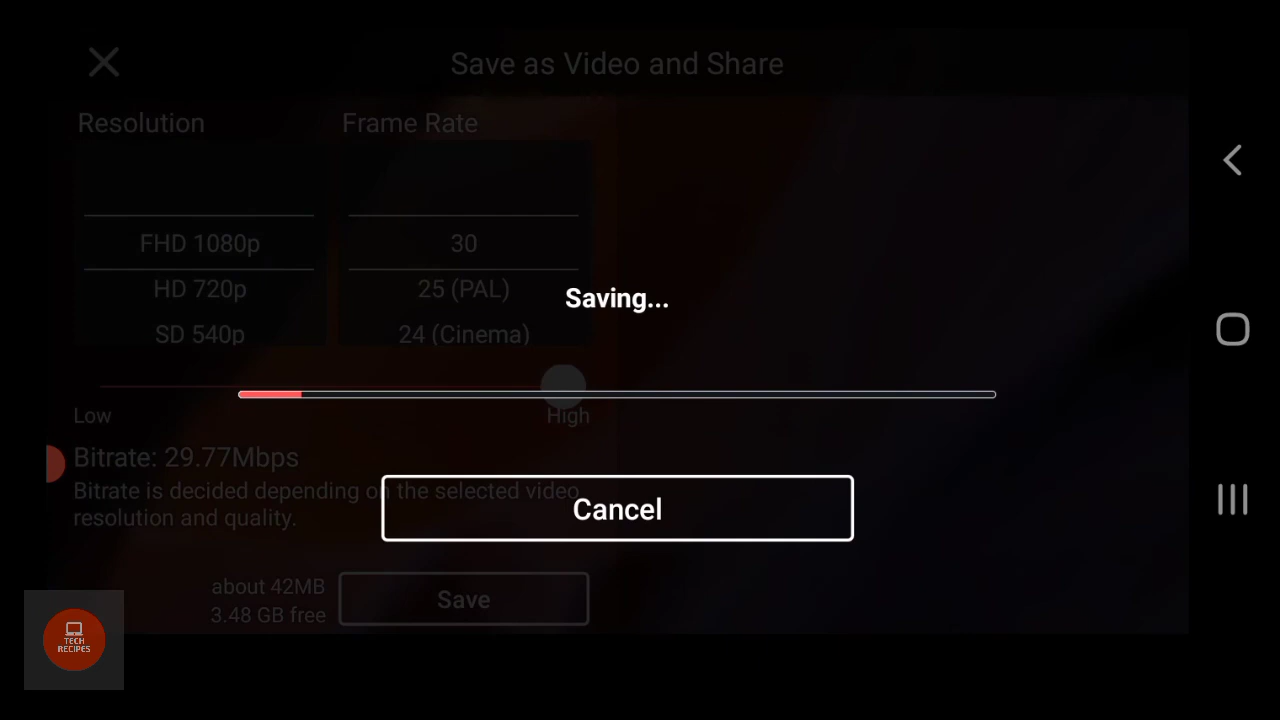 Save as Video and Share
Resolution
Frame Rate
FHD 1080p
30
HD 720p
25 (PAL)
SD 540p
24 (Cinema)
Saving...
Low
High
Bitrate: 29.77Mbps
Bitrate is decided depending on the selected video
resolution and quality.
Cancel
about 42MB
3.48 GB free
Save
TECH
RECIPES